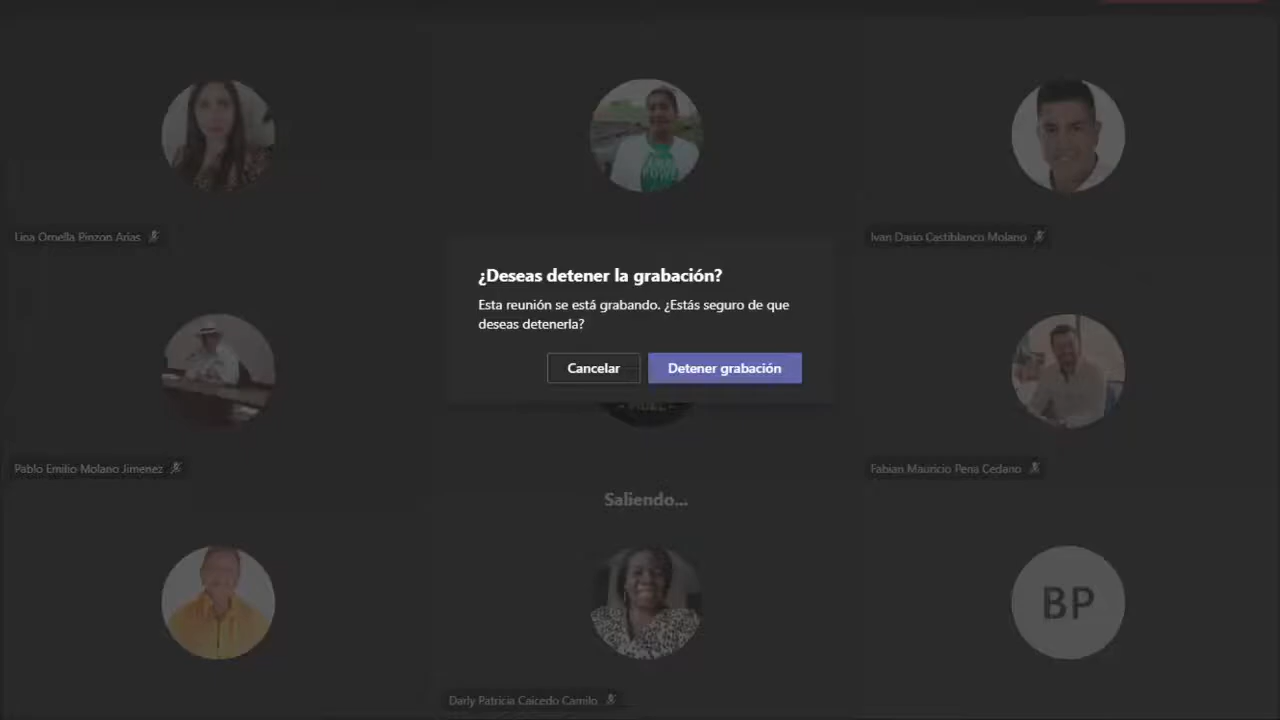 Lina Ornella Pinzon Arias
Ivan Dario Castiblanco Molano
¿Deseas detener la grabación?
Esta reunión se está grabando. ¿Estás seguro de que
deseas detenerla?
Cancelar
Detener grabación
Pablo Emilio Molano Jimenez
Fabian Mauricio Pena Cedano
Saliendo...
BP
Darly Patricia Caicedo Camilo